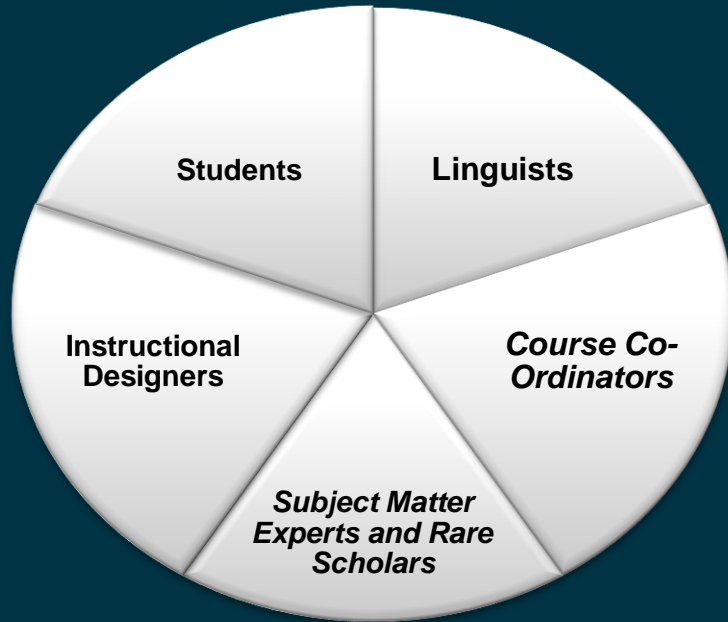 Students
Linguists
Instructional
Designers
Course Co-
Ordinators
Subject Matter
Experts and Rare
Scholars